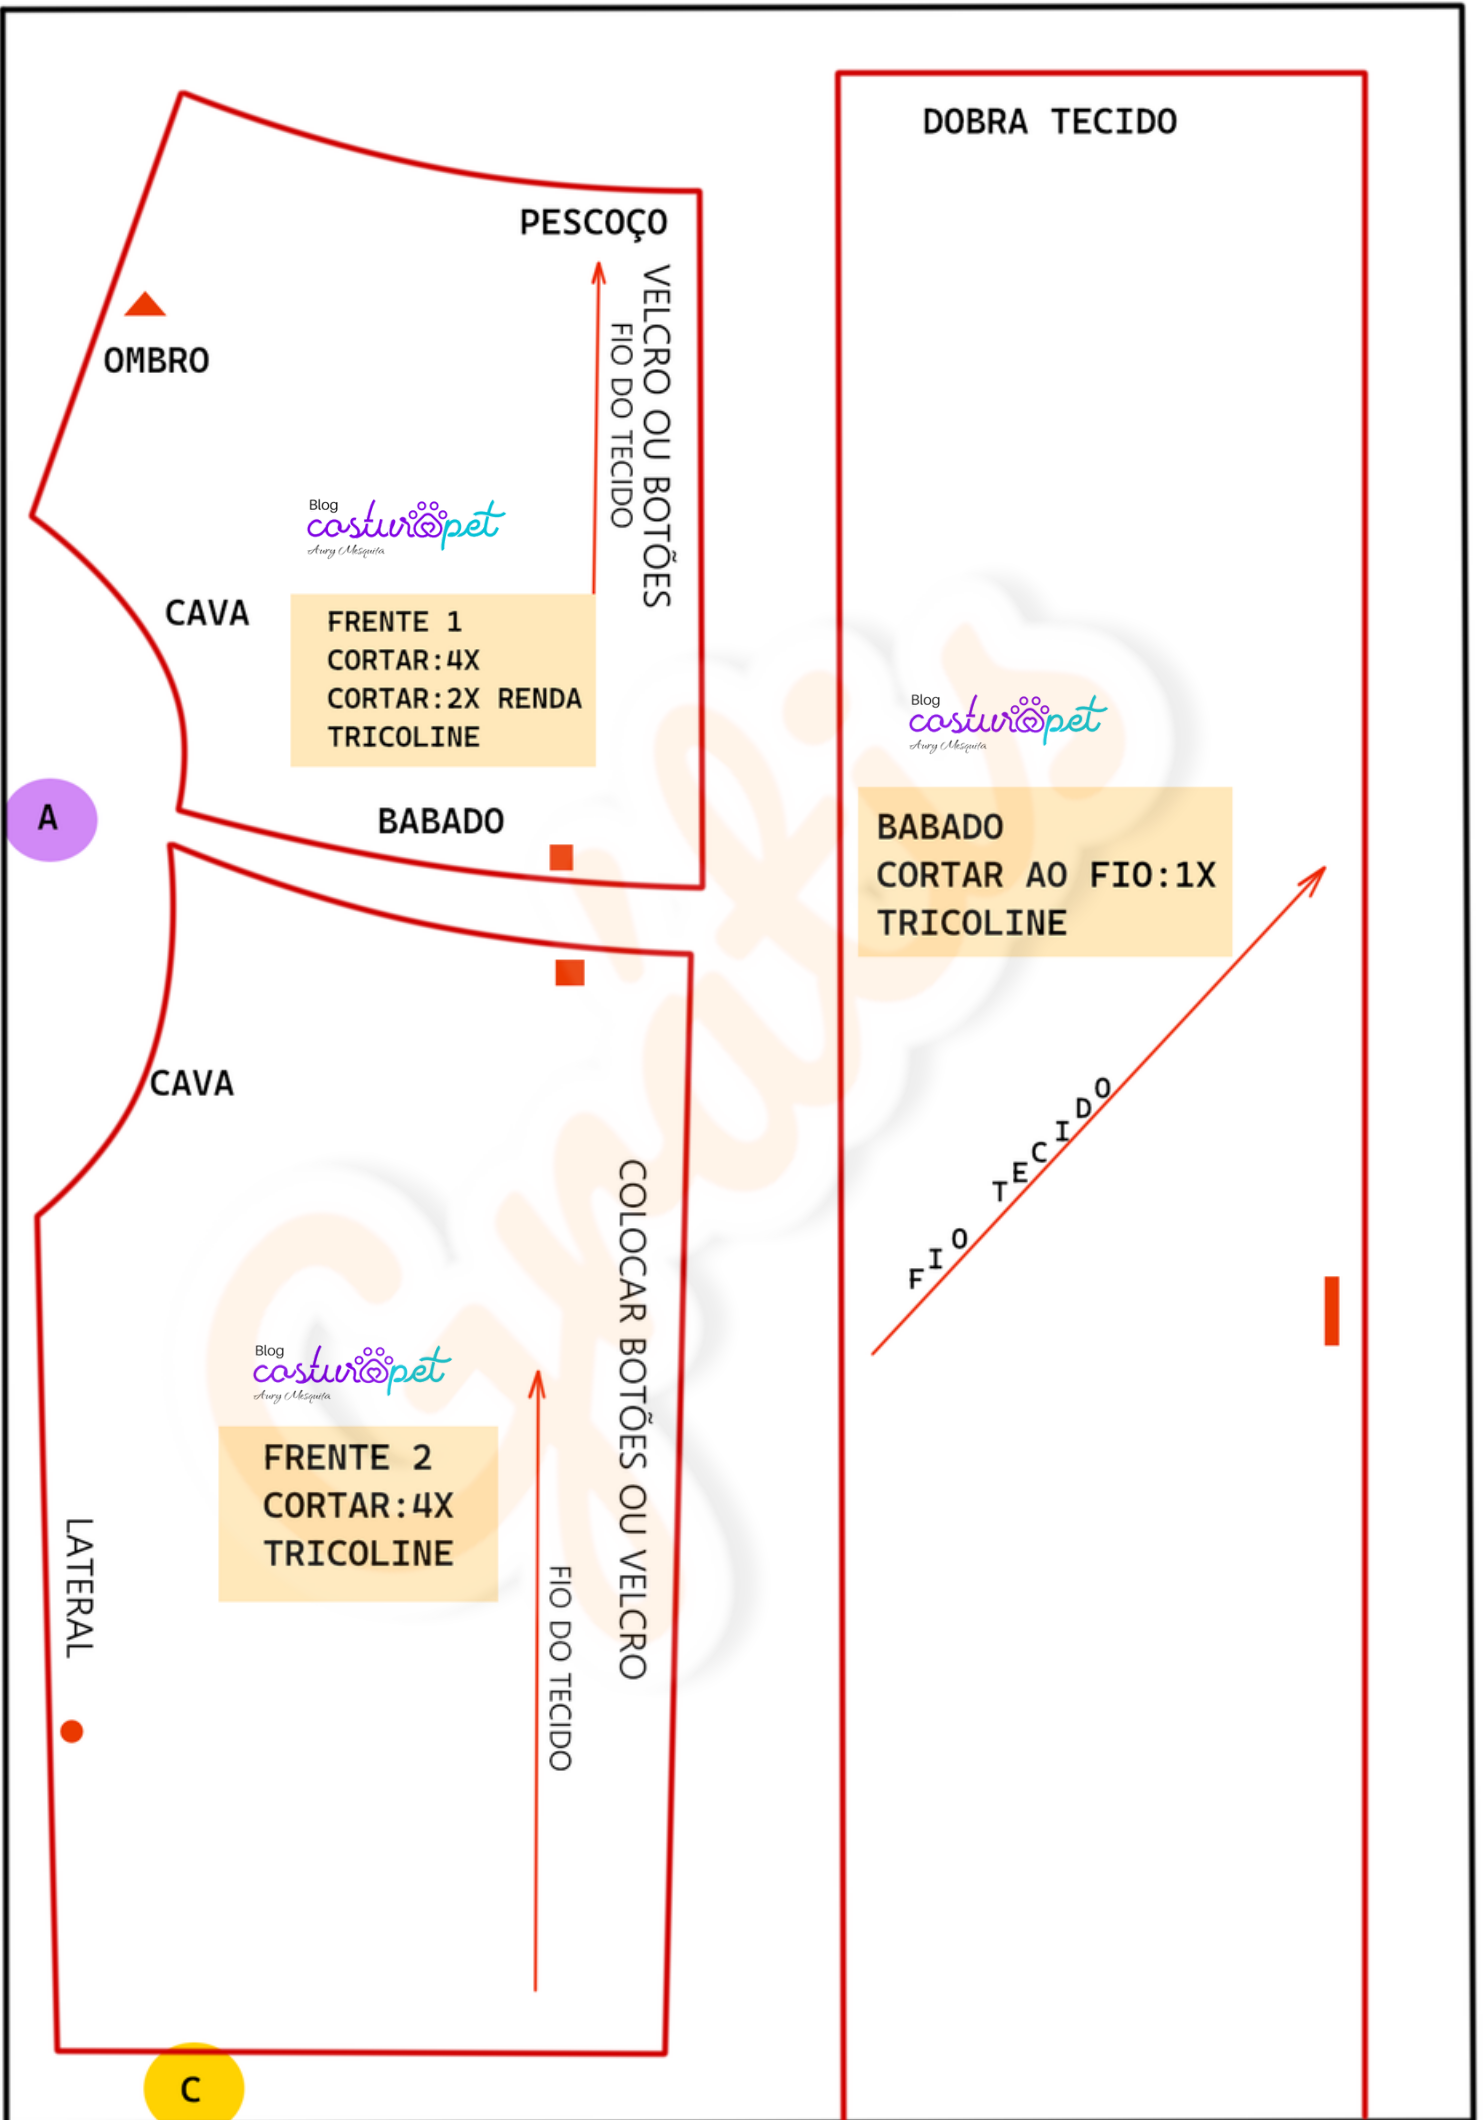 DOBRA TECIDO
PESCOÇO
VELCRO OU BOTÕES
FIO DO TECIDO
OMBRO
Blog
costurapet
Aury Mesquita
CAVA
FRENTE 1
CORTAR:4X
CORTAR:2X RENDA
TRICOLINE
A
BABADO
Blog
costurapet
Aury Mesquita
BABADO
CORTAR AO FIO:1X
TRICOLINE
FIO TECIDO
CAVA
COLOCAR BOTÕES OU VELCRO
Blog
costurapet
Aury Mesquita
FRENTE 2
CORTAR:4X
TRICOLINE
LATERAL
FIO DO TECIDO
C
Grátis